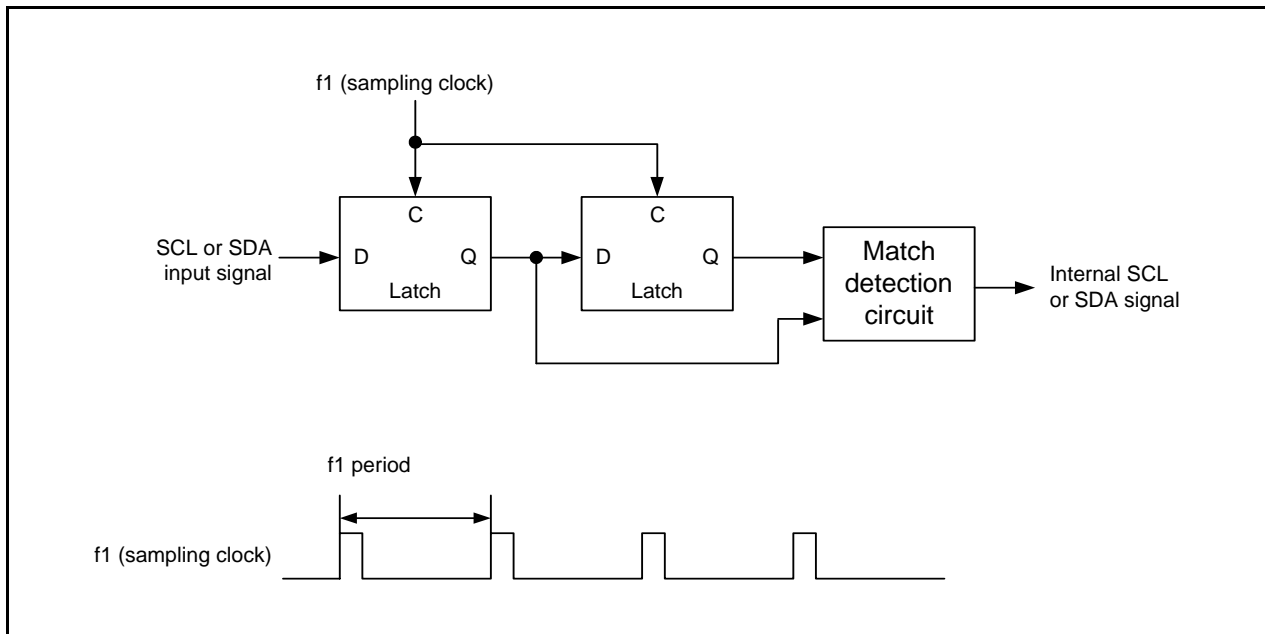 f1 (sampling clock)
C
C
SCL or SDA
input signal
D
Q
D
Q
Latch
Latch
Match
detection
circuit
Internal SCL
or SDA signal
f1 period
f1 (sampling clock)